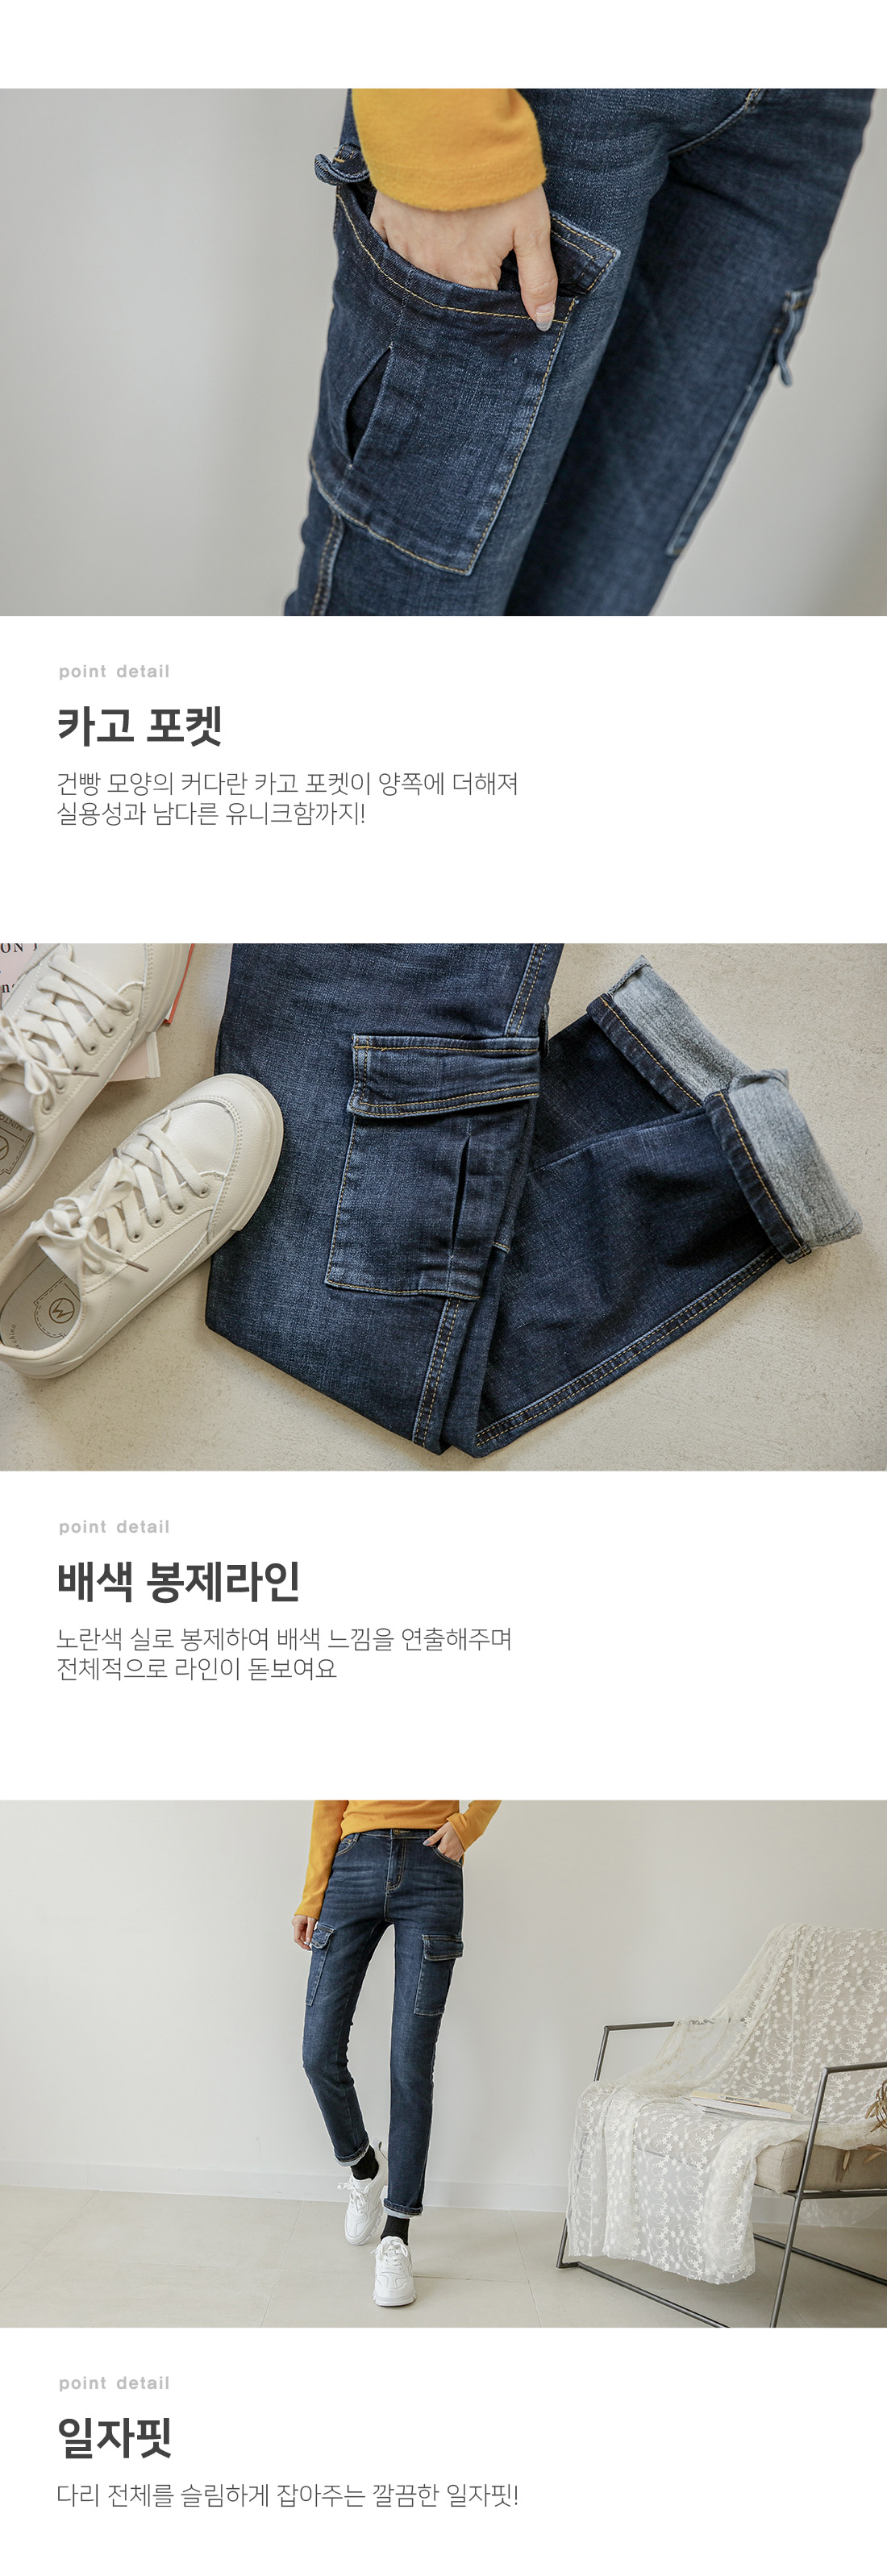 point detail
카고 포켓
건빵 모양의 커다란 카고 포켓이 양쪽에 더해져
실용성과 남다른 유니크함까지!
ON
point detail
배색 봉제라인
노란색 실로 봉제하여 배색 느낌을 연출해주며
전체적으로 라인이 돋보여요
point detail
일자핏
다리 전체를 슬림하게 잡아주는 깔끔한 일자핏!